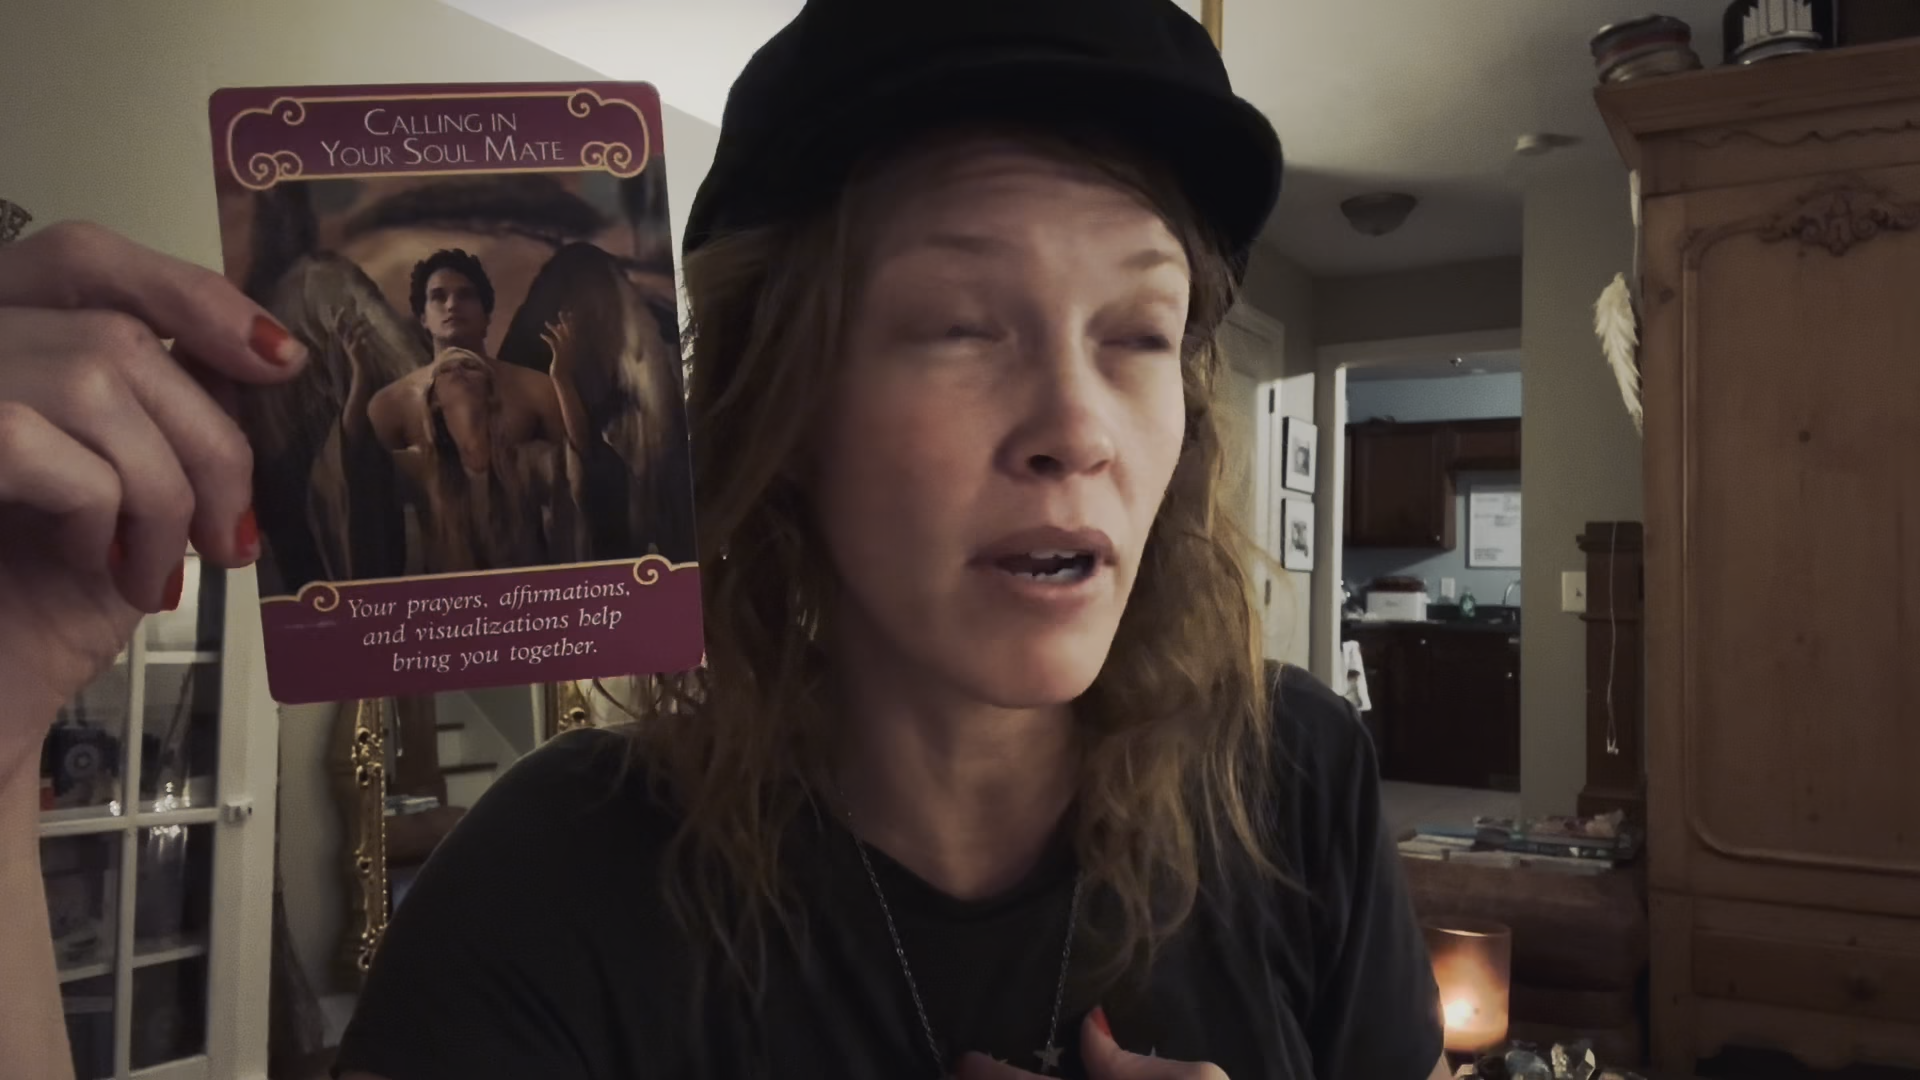 CALLING IN
YOUR SOUL MATE
Your prayers, affirmations,
and visualizations help
bring you together.